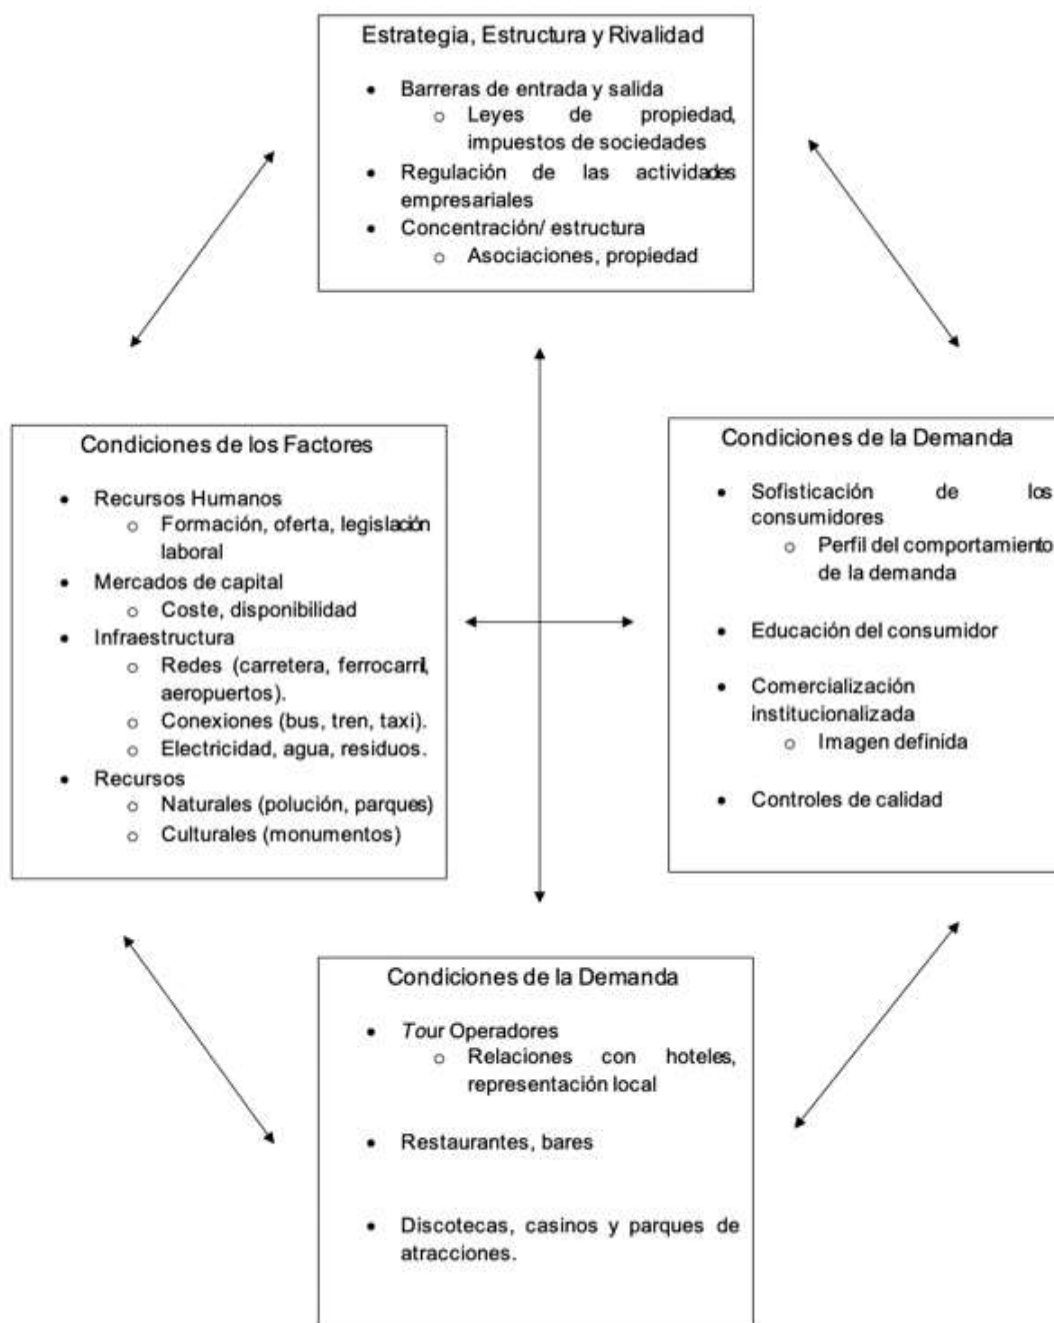 Estrategia, Estructura y Rivalidad
• Barreras de entrada y salida
o Leyes de propiedad,
impuestos de sociedades
• Regulación de las actividades
empresariales
• Concentración/ estructura
o Asociaciones, propiedad
Condiciones de los Factores
• Recursos Humanos
o Formación, oferta, legislación
laboral
• Mercados de capital
o Coste, disponibilidad
• Infraestructura
o Redes (carretera, ferrocarril,
aeropuertos).
o Conexiones (bus, tren, taxi).
o Electricidad, agua, residuos.
• Recursos
o Naturales (polución, parques)
o Culturales (monumentos)
Condiciones de la Demanda
• Sofisticación de los
consumidores
o Perfil del comportamiento
de la demanda
• Educación del consumidor
• Comercialización
institucionalizada
o Imagen definida
• Controles de calidad
Condiciones de la Demanda
• Tour Operadores
o Relaciones con hoteles,
representación local
• Restaurantes, bares
• Discotecas, casinos y parques de
atracciones.